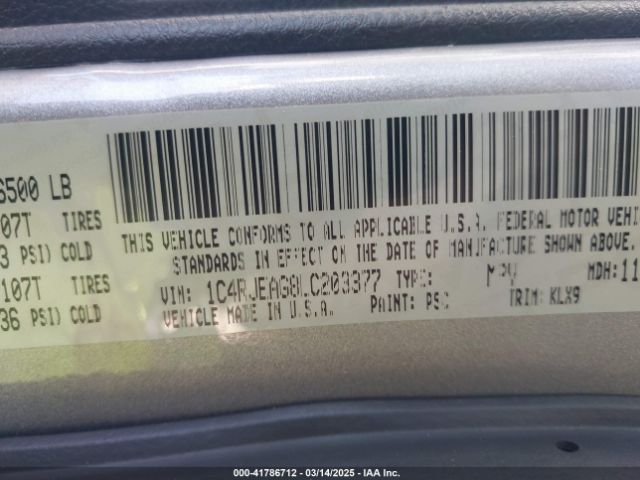 6500 LB
07T TIRES
3 PSI) COLD
107T TIRES
36 PSI) COLD
THIS VEHICLE CONFORMS TO ALL APPLICABLE U.S.A. FEDERAL MOTOR VEHI
STANDARDS IN EFFECT ON THE DATE OF MANUFACTURE SHOWN ABOVE.
VIN: 1C4RJEAG8LC203377 TYPE: MPV MDH: 11
VEHICLE MADE IN U.S.A. PAINT: PSC TRIM: KLX9
000-41786712 | 03/14/2025 | IAA Inc.